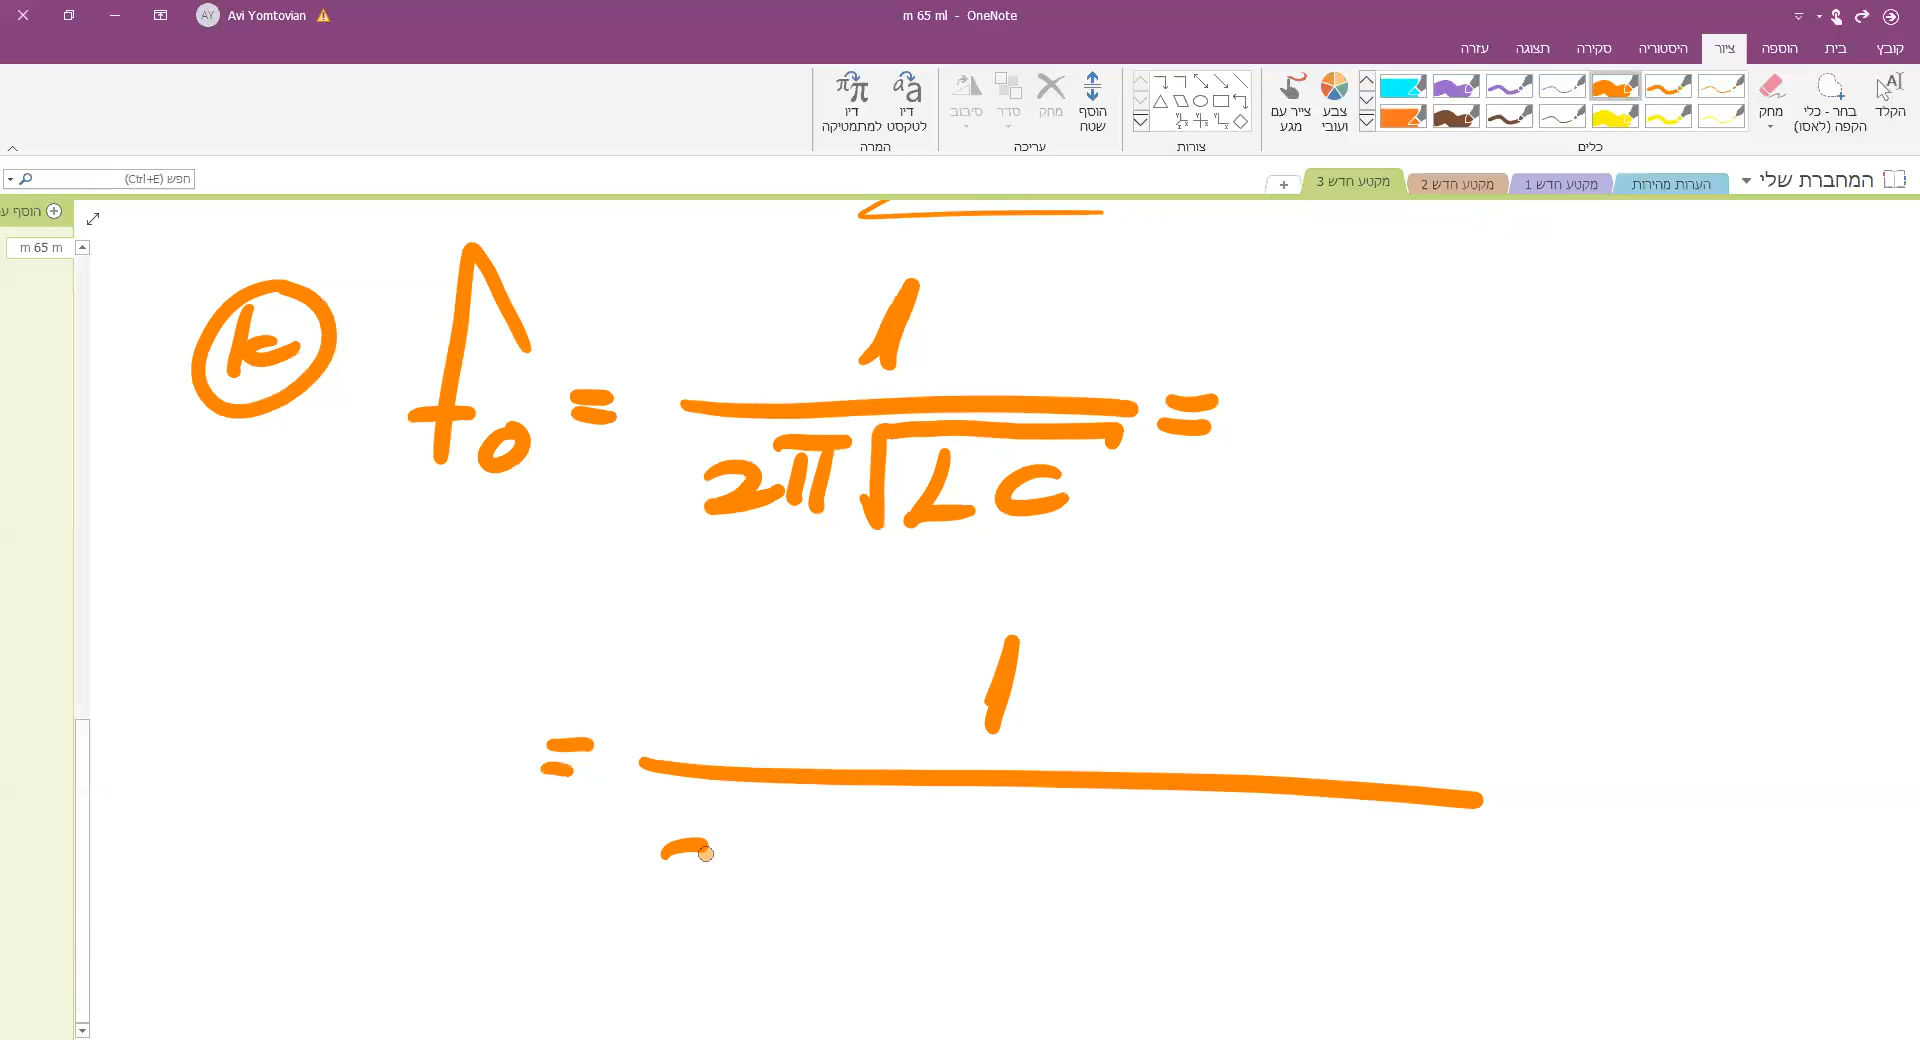 AY Avi Yomtovian
m 65 ml - OneNote
קובץ בית הוספה ציור היסטוריה סקירה תצוגה עזרה
הקלד
בחר - כלי הקפה (לאסו)
מחק
כלים
צבע ועובי
צייר עם מגע
צורות
הוסף שטח
מחק
סדר
סיבוב
עריכה
דיו לטקסט
דיו למתמטיקה
המרה
המחברת שלי
הערות מהירות
מקטע חדש 1
מקטע חדש 2
מקטע חדש 3
+
חפש (Ctrl+E)
הוסף ע
m 65 m
k f₀ = 1 / 2π√LC =
= 1